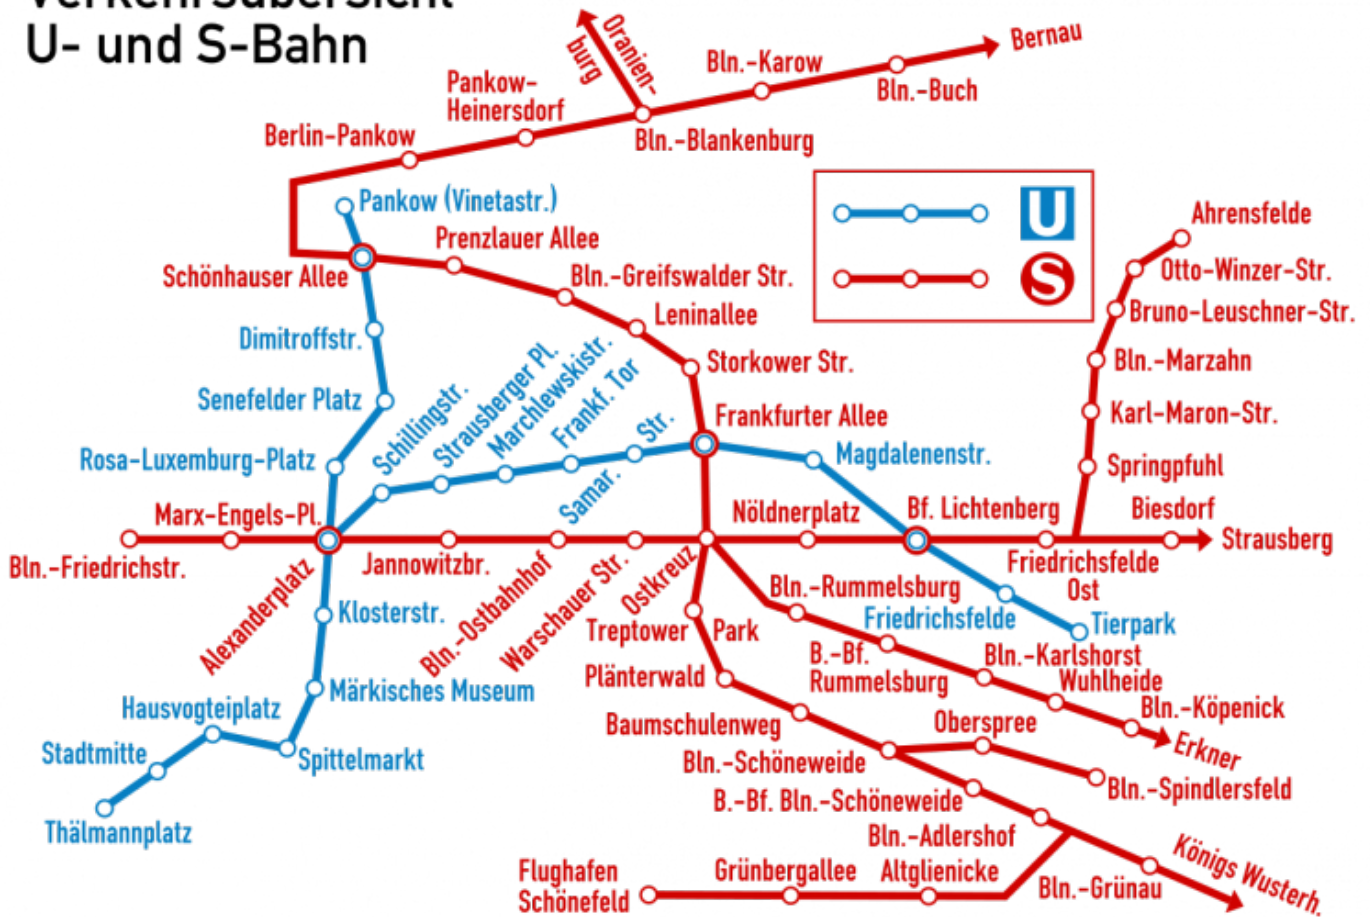 Verkehrsübersicht
U- und S-Bahn
Oranien-
burg
Bernau
Bln.-Karow
Bln.-Buch
Pankow-
Heinersdorf
Berlin-Pankow
Bln.-Blankenburg
Pankow (Vinetastr.)
U
Ahrensfelde
Prenzlauer Allee
Schönhauser Allee
Bln.-Greifswalder Str.
S
Otto-Winzer-Str.
Leninallee
Bruno-Leuschner-Str.
Dimitroffstr.
Storkower Str.
Bln.-Marzahn
Senefelder Platz
Schillingstr.
Strausberger Pl.
Marchlewskistr.
Frankf. Tor
Samar. Str.
Frankfurter Allee
Karl-Maron-Str.
Rosa-Luxemburg-Platz
Magdalenenstr.
Springpfuhl
Marx-Engels-Pl.
Nöldnerplatz
Bf. Lichtenberg
Biesdorf
Bln.-Friedrichstr.
Alexanderplatz
Jannowitzbr.
Bln.-Ostbahnhof
Warschauer Str.
Ostkreuz
Friedrichsfelde
Ost
Strausberg
Klosterstr.
Bln.-Rummelsburg
Friedrichsfelde
Tierpark
Treptower Park
B.-Bf.
Rummelsburg
Bln.-Karlshorst
Wuhlheide
Märkisches Museum
Plänterwald
Bln.-Köpenick
Hausvogteiplatz
Baumschulenweg
Oberspree
Erkner
Stadtmitte
Spittelmarkt
Bln.-Schöneweide
Bln.-Spindlersfeld
B.-Bf. Bln.-Schöneweide
Thälmannplatz
Bln.-Adlershof
Königs Wusterh.
Flughafen
Schönefeld
Grünbergallee
Altglienicke
Bln.-Grünau